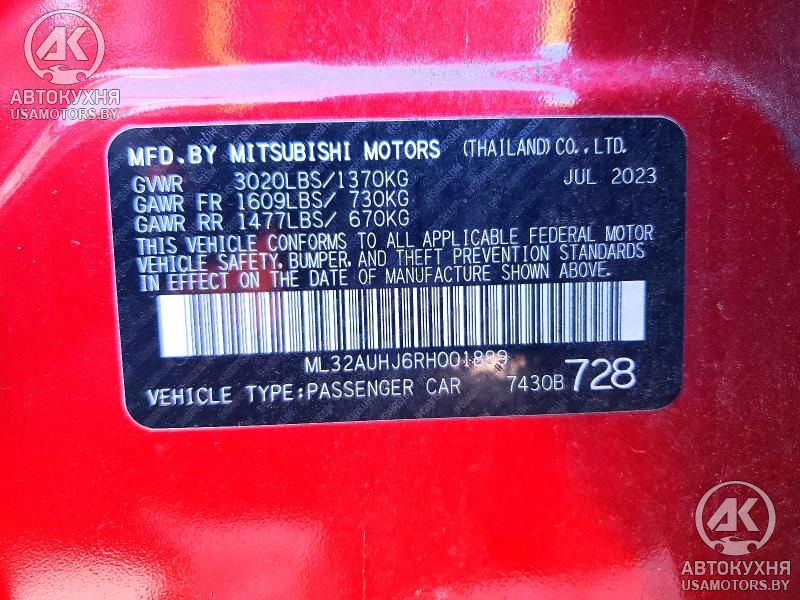 АК
АВТОКУХНЯ
USAMOTORS.BY
MFD.BY MITSUBISHI MOTORS (THAILAND) CO.,LTD.
GVWR 3020LBS/1370KG JUL 2023
GAWR FR 1609LBS/ 730KG
GAWR RR 1477LBS/ 670KG
THIS VEHICLE CONFORMS TO ALL APPLICABLE FEDERAL MOTOR
VEHICLE SAFETY, BUMPER, AND THEFT PREVENTION STANDARDS
IN EFFECT ON THE DATE OF MANUFACTURE SHOWN ABOVE.
ML32AUHJ6RH001889
VEHICLE TYPE:PASSENGER CAR 7430B 728
АК
АВТОКУХНЯ
USAMOTORS.BY